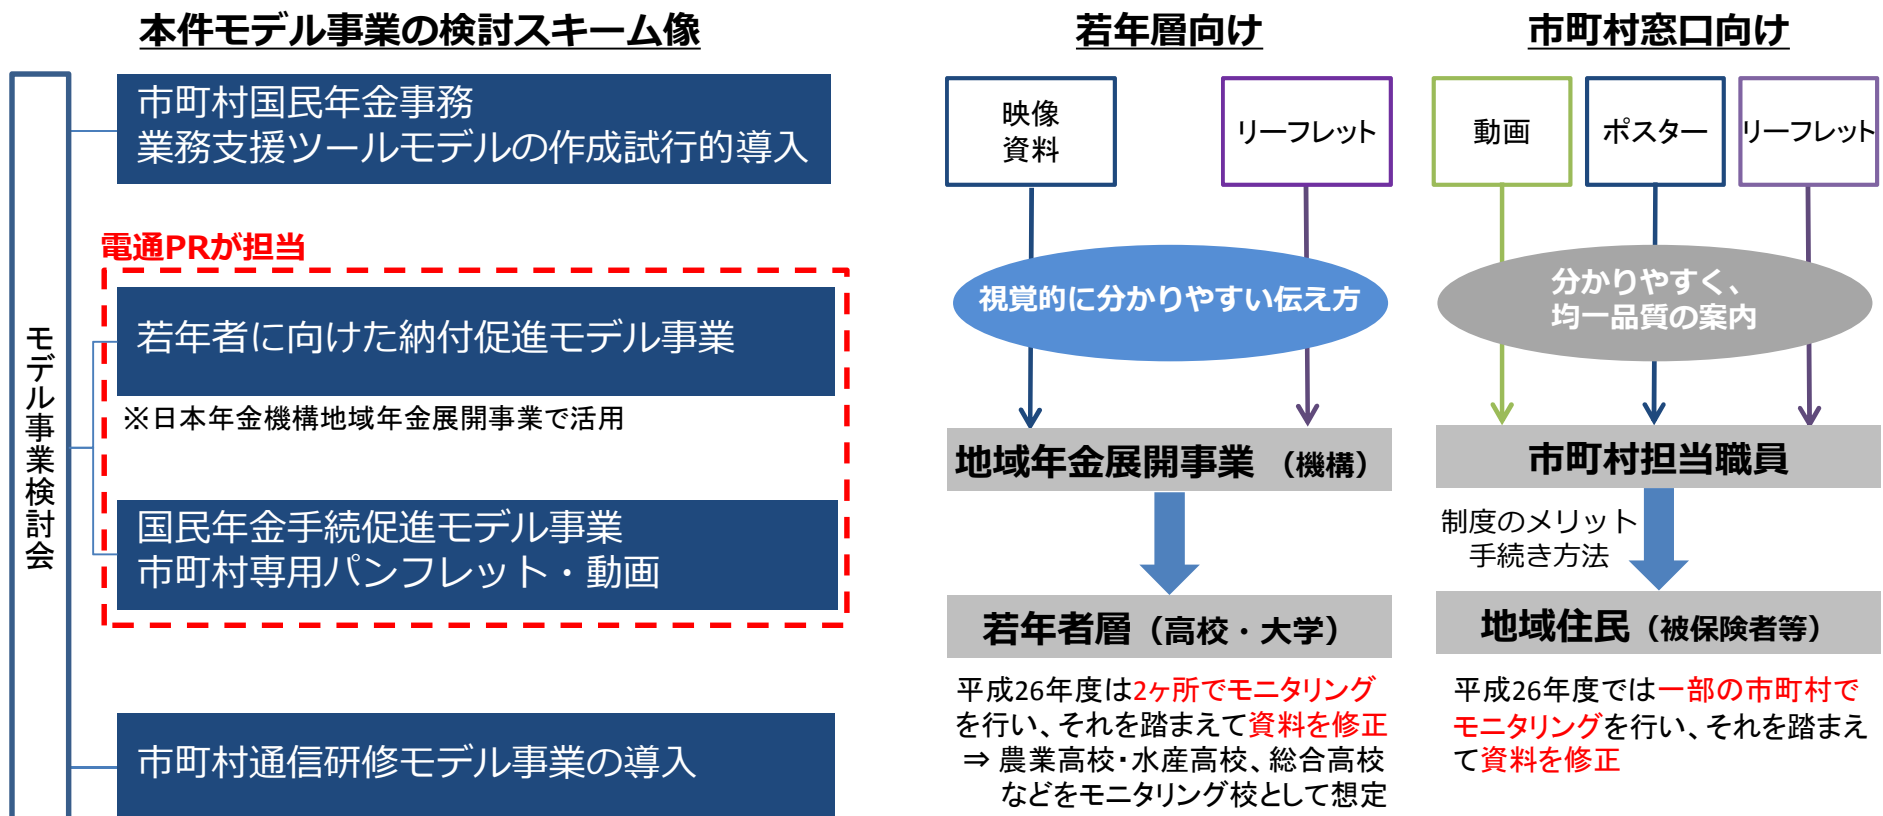 本件モデル事業の検討スキーム像
モデル事業検討会
市町村国民年金事務
業務支援ツールモデルの作成試行的導入
電通PRが担当
若年者に向けた納付促進モデル事業
※日本年金機構地域年金展開事業で活用
国民年金手続促進モデル事業
市町村専用パンフレット・動画
市町村通信研修モデル事業の導入
若年層向け
映像
資料
リーフレット
視覚的に分かりやすい伝え方
地域年金展開事業 （機構）
若年者層（高校・大学）
平成26年度は2ヶ所でモニタリング
を行い、それを踏まえて資料を修正
⇒ 農業高校・水産高校、総合高校
などをモニタリング校として想定
市町村窓口向け
動画
ポスター
リーフレット
分かりやすく、
均一品質の案内
市町村担当職員
制度のメリット
手続き方法
地域住民（被保険者等）
平成26年度では一部の市町村で
モニタリングを行い、それを踏まえ
て資料を修正